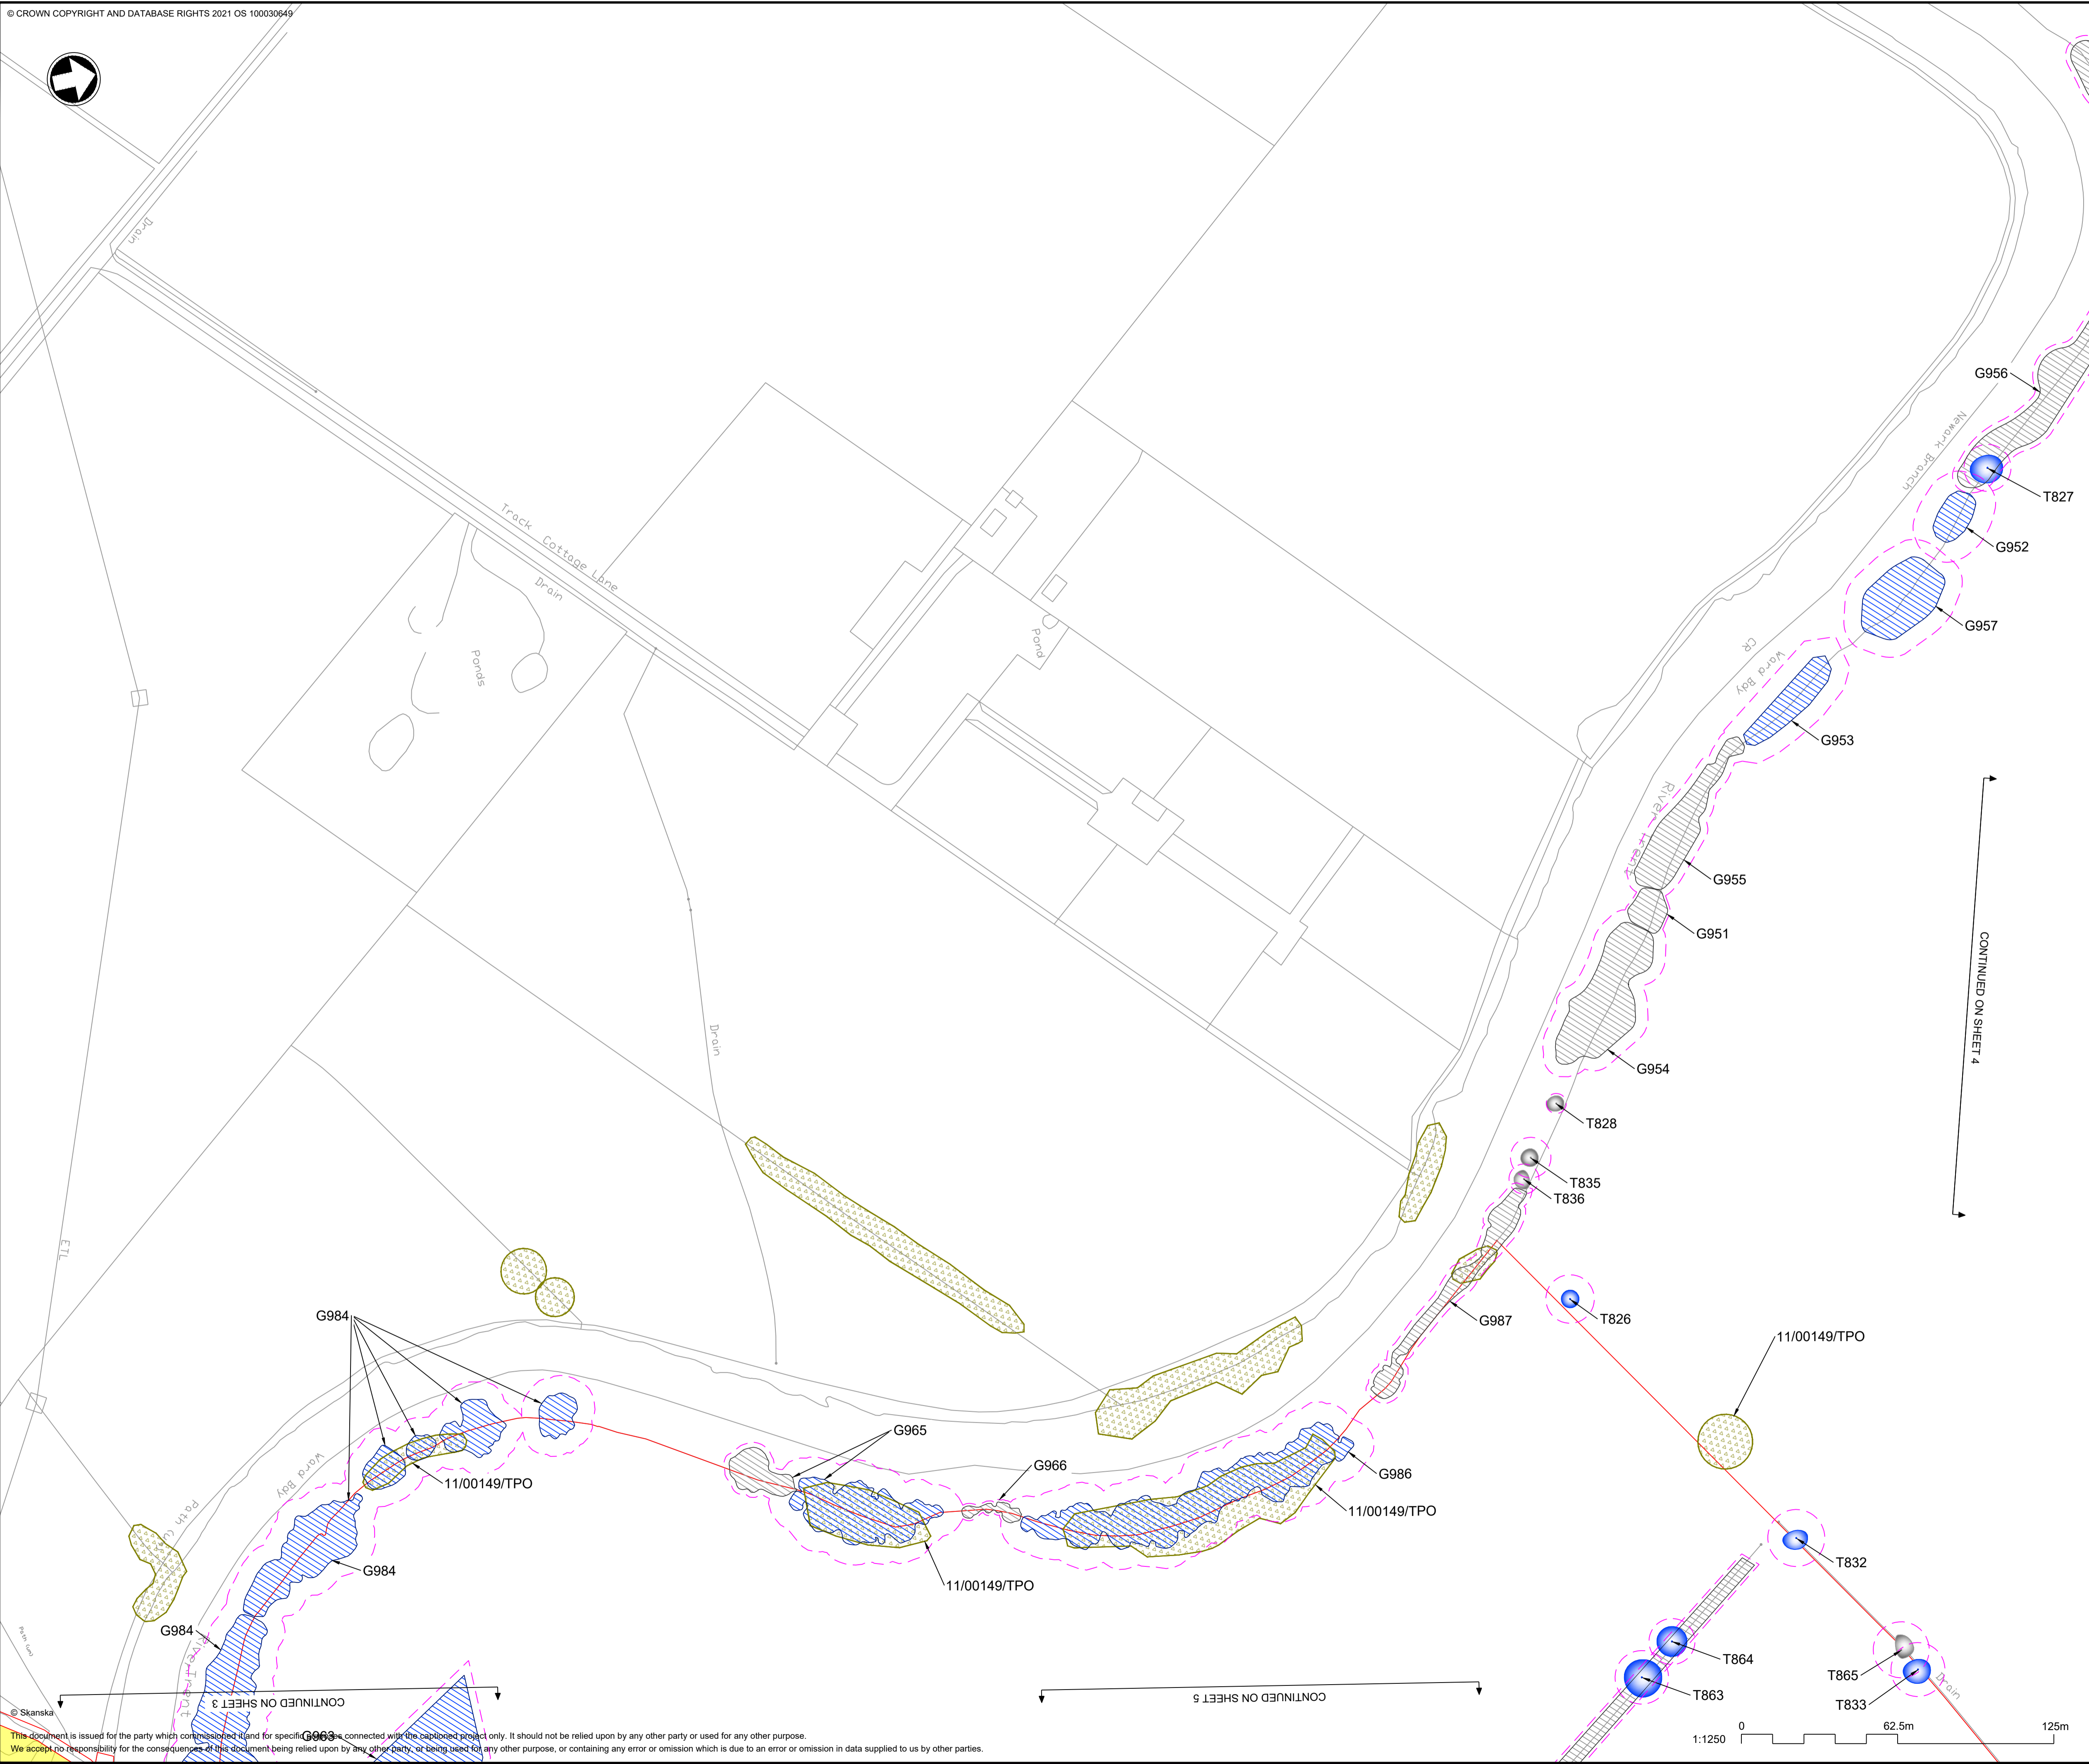 © CROWN COPYRIGHT AND DATABASE RIGHTS 2021 OS 100030649
Drain
G956
Newark Branch
T827
Track
Cottage Lane
G952
Drain
G957
Pond
CR
Ponds
Ward Bdy
G953
CONTINUED ON SHEET 4
River Trent
G955
G951
Drain
G954
T828
T835
T836
ETL
G984
G987
T826
11/00149/TPO
G965
G966
G986
Ward Bdy
11/00149/TPO
11/00149/TPO
Path (um)
T832
G984
11/00149/TPO
G984
Path (um)
River Trent
T864
T865
T863
T833
Drain
CONTINUED ON SHEET 3
CONTINUED ON SHEET 5
© Skanska
G963
This document is issued for the party which commissioned it and for specific purposes connected with the captioned project only. It should not be relied upon by any other party or used for any other purpose.
We accept no responsibility for the consequences of this document being relied upon by any other party, or being used for any other purpose, or containing any error or omission which is due to an error or omission in data supplied to us by other parties.
1:1250
0 62.5m 125m